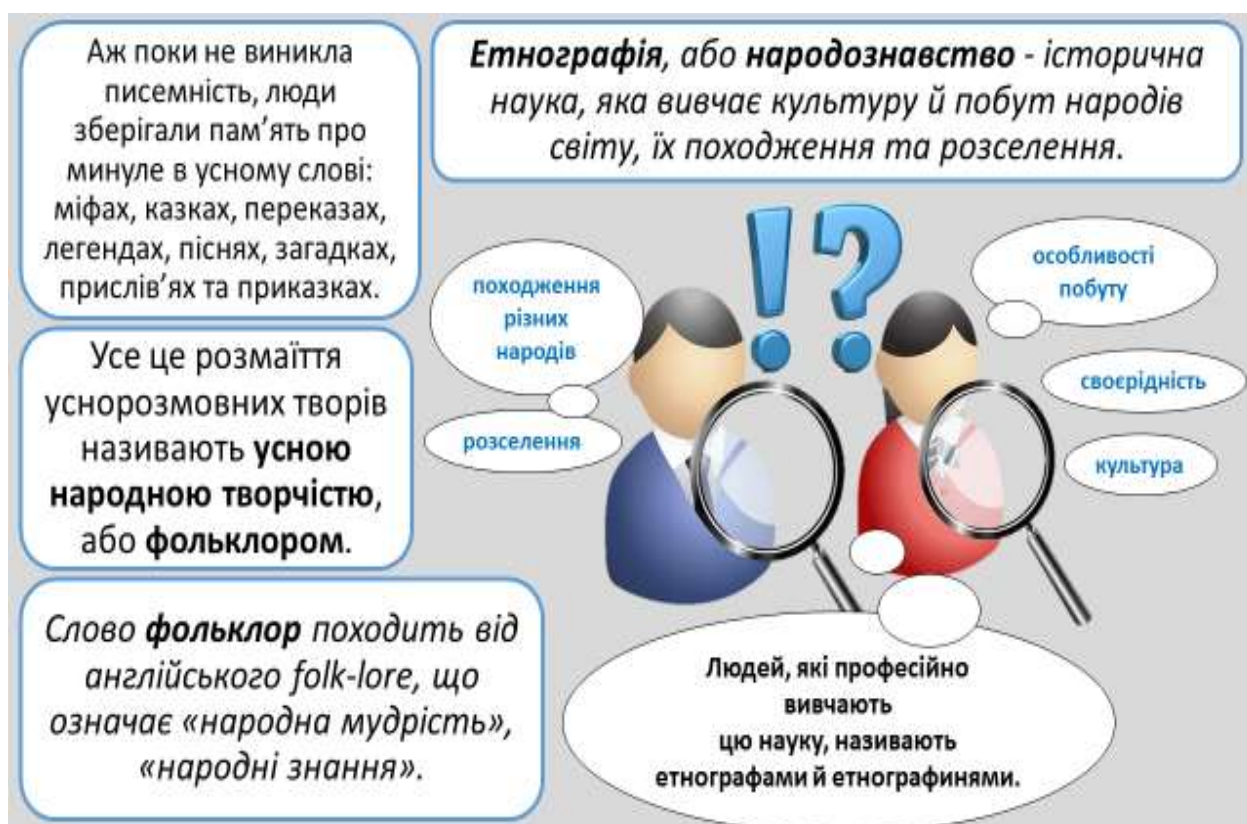 Аж поки не виникла
писемність, люди
зберігали пам’ять про
минуле в усному слові:
міфах, казках, переказах,
легендах, піснях, загадках,
прислів’ях та приказках.
Усе це розмаїття
уснорозмовних творів
називають усною
народною творчістю,
або фольклором.
Слово фольклор походить від
англійського folk-lore, що
означає «народна мудрість»,
«народні знання».
Етнографія, або народознавство - історична
наука, яка вивчає культуру й побут народів
світу, їх походження та розселення.
!?
походження
різних
народів
розселення
особливості
побуту
своєрідність
культура
Людей, які професійно
вивчають
цю науку, називають
етнографами й етнографинями.